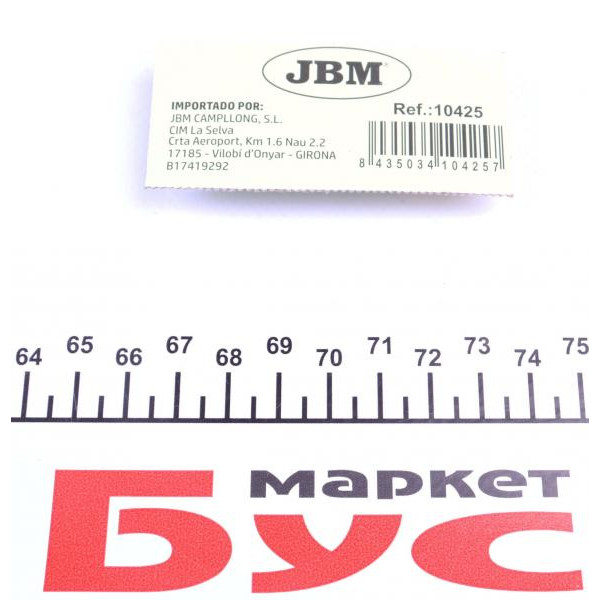 JBM®
IMPORTADO POR:
JBM CAMPLLONG, S.L.
CIM La Selva
Crta Aeroport, Km 1.6 Nau 2.2
17185 - Vilobí d'Onyar - GIRONA
B17419292
Ref.:10425
8 435034 104257
64 65 66 67 68 69 70 71 72 73 74 75
маркет
БУС